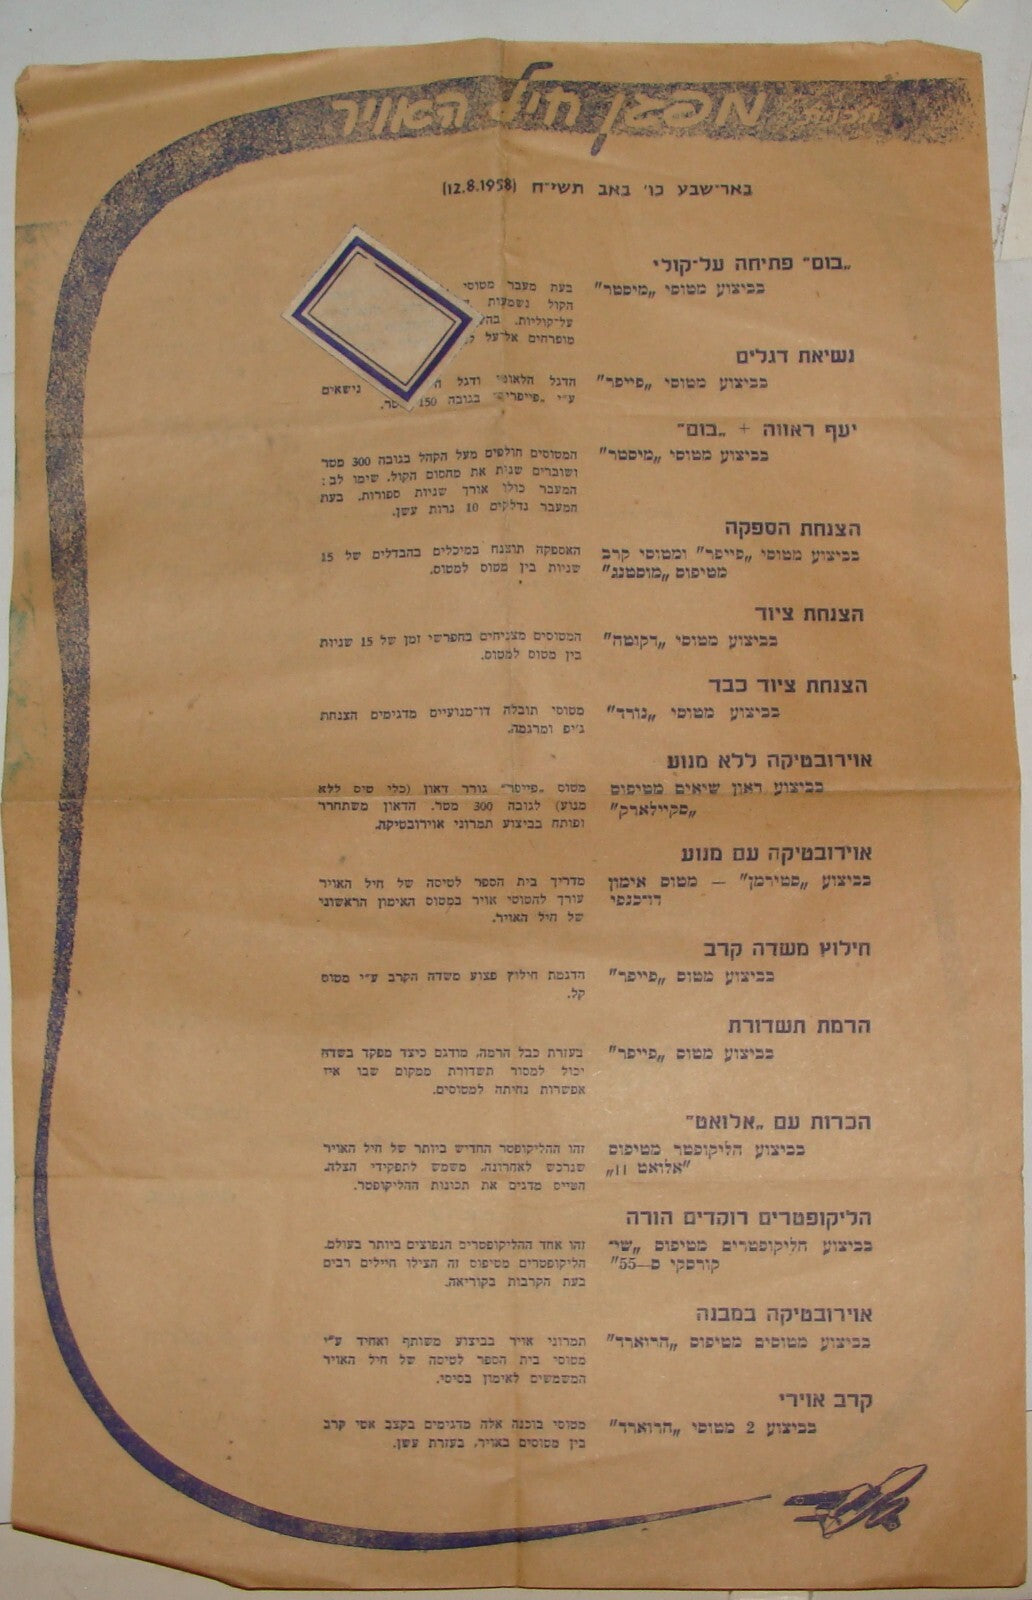 תכנית מפגן חיל האויר
באר־שבע כו׳ באב תשי״ח (12.8.1958)
„בום״ פתיחה על־קולי
בביצוע מטוסי „מיסטר״
בעת מעבר מטוסי
הקול נשמעות
על־קוליות.
מופרחים אל־על
נשיאת דגלים
בביצוע מטוסי „פייפר״
הדגל הלאומי ודגל נישאים
ע״י „פייפרים״ בגובה 150 מטר.
יעף ראווה + „בום״
בביצוע מטוסי „מיסטר״
המטוסים חולפים מעל הקהל בגובה 300 מטר
ושוברים שנית את מחסום הקול. שימו לב:
המעבר כולו אורך שניות ספורות. בעת
המעבר נדלקים 10 נרות עשן.
הצנחת הספקה
בביצוע מטוסי „פייפר״ ומטוסי קרב
מטיפוס „מוסטנג״
האספקה תוצנח במיכלים בהבדלים של 15
שניות בין מטוס למטוס.
הצנחת ציוד
בביצוע מטוסי „דקוטה״
המטוסים מצניחים בהפרשי זמן של 15 שניות
בין מטוס למטוס.
הצנחת ציוד כבד
בביצוע מטוסי „נורד״
מטוסי תובלה דו־מנועיים מדגימים הצנחת
ג׳יפ ומרגמה.
אוירובטיקה ללא מנוע
בביצוע דאון שיאים מטיפוס
„סקיילארק״
מטוס „פייפר״ גורר דאון (כלי טיס ללא
מנוע) לגובה 300 מטר. הדאון משתחרר
ופותח בביצוע תמרוני אוירובטיקה.
אוירובטיקה עם מנוע
בביצוע „סטירמן״ — מטוס אימון
דו־כנפי
מדריך בית הספר לטיסה של חיל האויר
עורך להטוטי אויר במטוס האימון הראשוני
של חיל האויר.
חילוץ משדה קרב
בביצוע מטוס „פייפר״
הדגמת חילוץ פצוע משדה הקרב ע״י מטוס
קל.
הרמת תשדורת
בביצוע מטוס „פייפר״
בעזרת כבל הרמה, מודגם כיצד מפקד בשדה
יכול למסור תשדורת ממקום שבו אין
אפשרות נחיתה למטוסים.
הכרות עם „אלואט״
בביצוע הליקופטר מטיפוס
״אלואט II„
זהו ההליקופטר החדיש ביותר של חיל האויר
שנרכש לאחרונה. משמש לתפקידי הצלה.
הטייס מדגים את תכונות ההליקופטר.
הליקופטרים רוקדים הורה
בביצוע הליקופטרים מטיפוס „סי־
קורסקי ס—55״
זהו אחד ההליקופטרים הנפוצים ביותר בעולם.
הליקופטרים מטיפוס זה הצילו חיילים רבים
בעת הקרבות בקוריאה.
אוירובטיקה במבנה
בביצוע מטוסים מטיפוס „הרוארד״
תמרוני אויר בביצוע משותף ואחיד ע״י
מטוסי בית הספר לטיסה של חיל האויר
המשמשים לאימון בסיסי.
קרב אוירי
בביצוע 2 מטוסי „הרוארד״
מטוסי בוכנה אלה מדגימים בקצב אטי קרב
בין מטוסים באויר, בעזרת עשן.